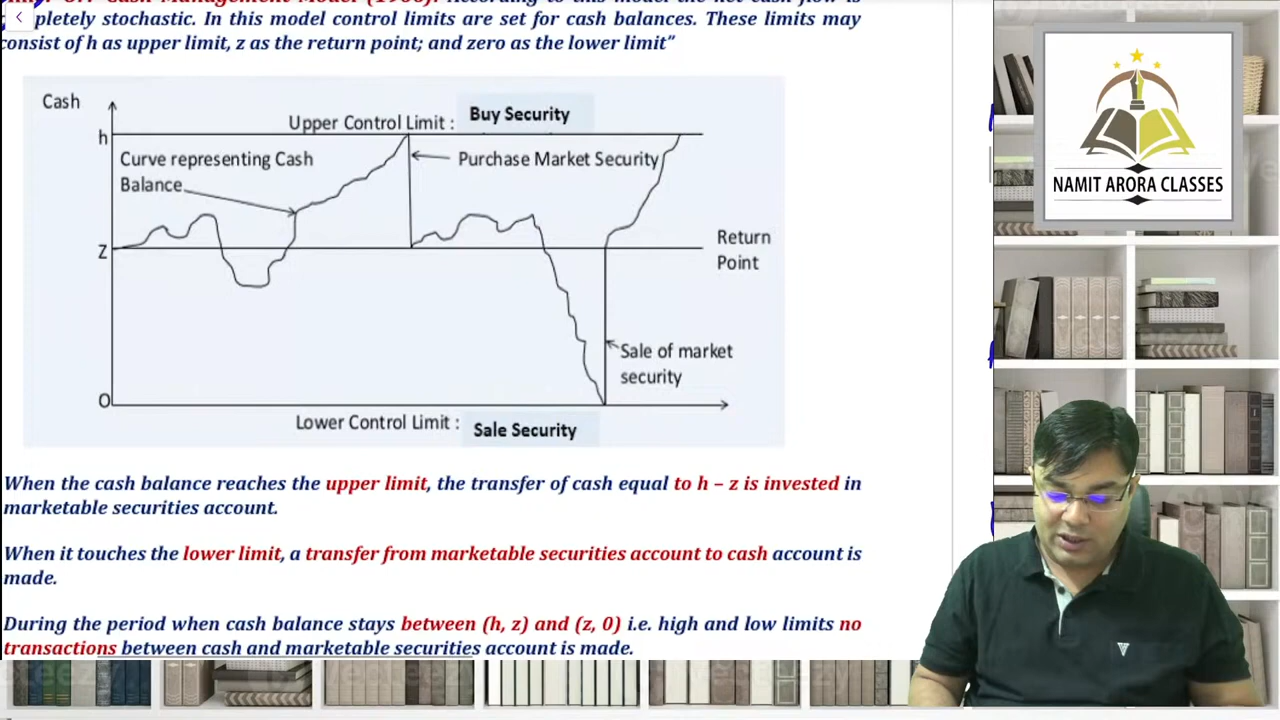 pletely stochastic. In this model control limits are set for cash balances. These limits may
consist of h as upper limit, z as the return point; and zero as the lower limit"
Cash
Upper Control Limit : Buy Security
h
Curve representing Cash
Balance
Purchase Market Security
Z
Return
Point
Sale of market
security
O
Lower Control Limit : Sale Security
When the cash balance reaches the upper limit, the transfer of cash equal to h – z is invested in
marketable securities account.
When it touches the lower limit, a transfer from marketable securities account to cash account is
made.
During the period when cash balance stays between (h, z) and (z, 0) i.e. high and low limits no
transactions between cash and marketable securities account is made.
NAMIT ARORA CLASSES